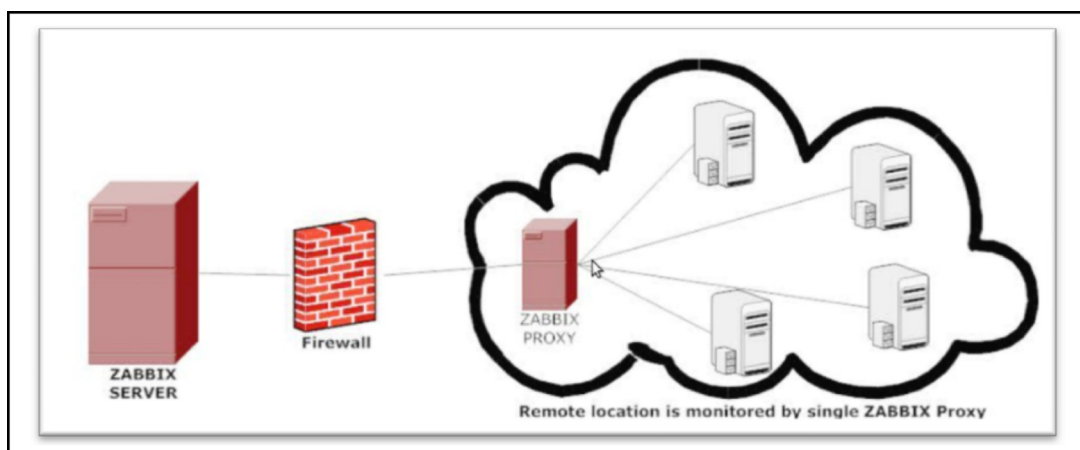 ZABBIX
SERVER
Firewall
ZABBIX
PROXY
Remote location is monitored by single ZABBIX Proxy